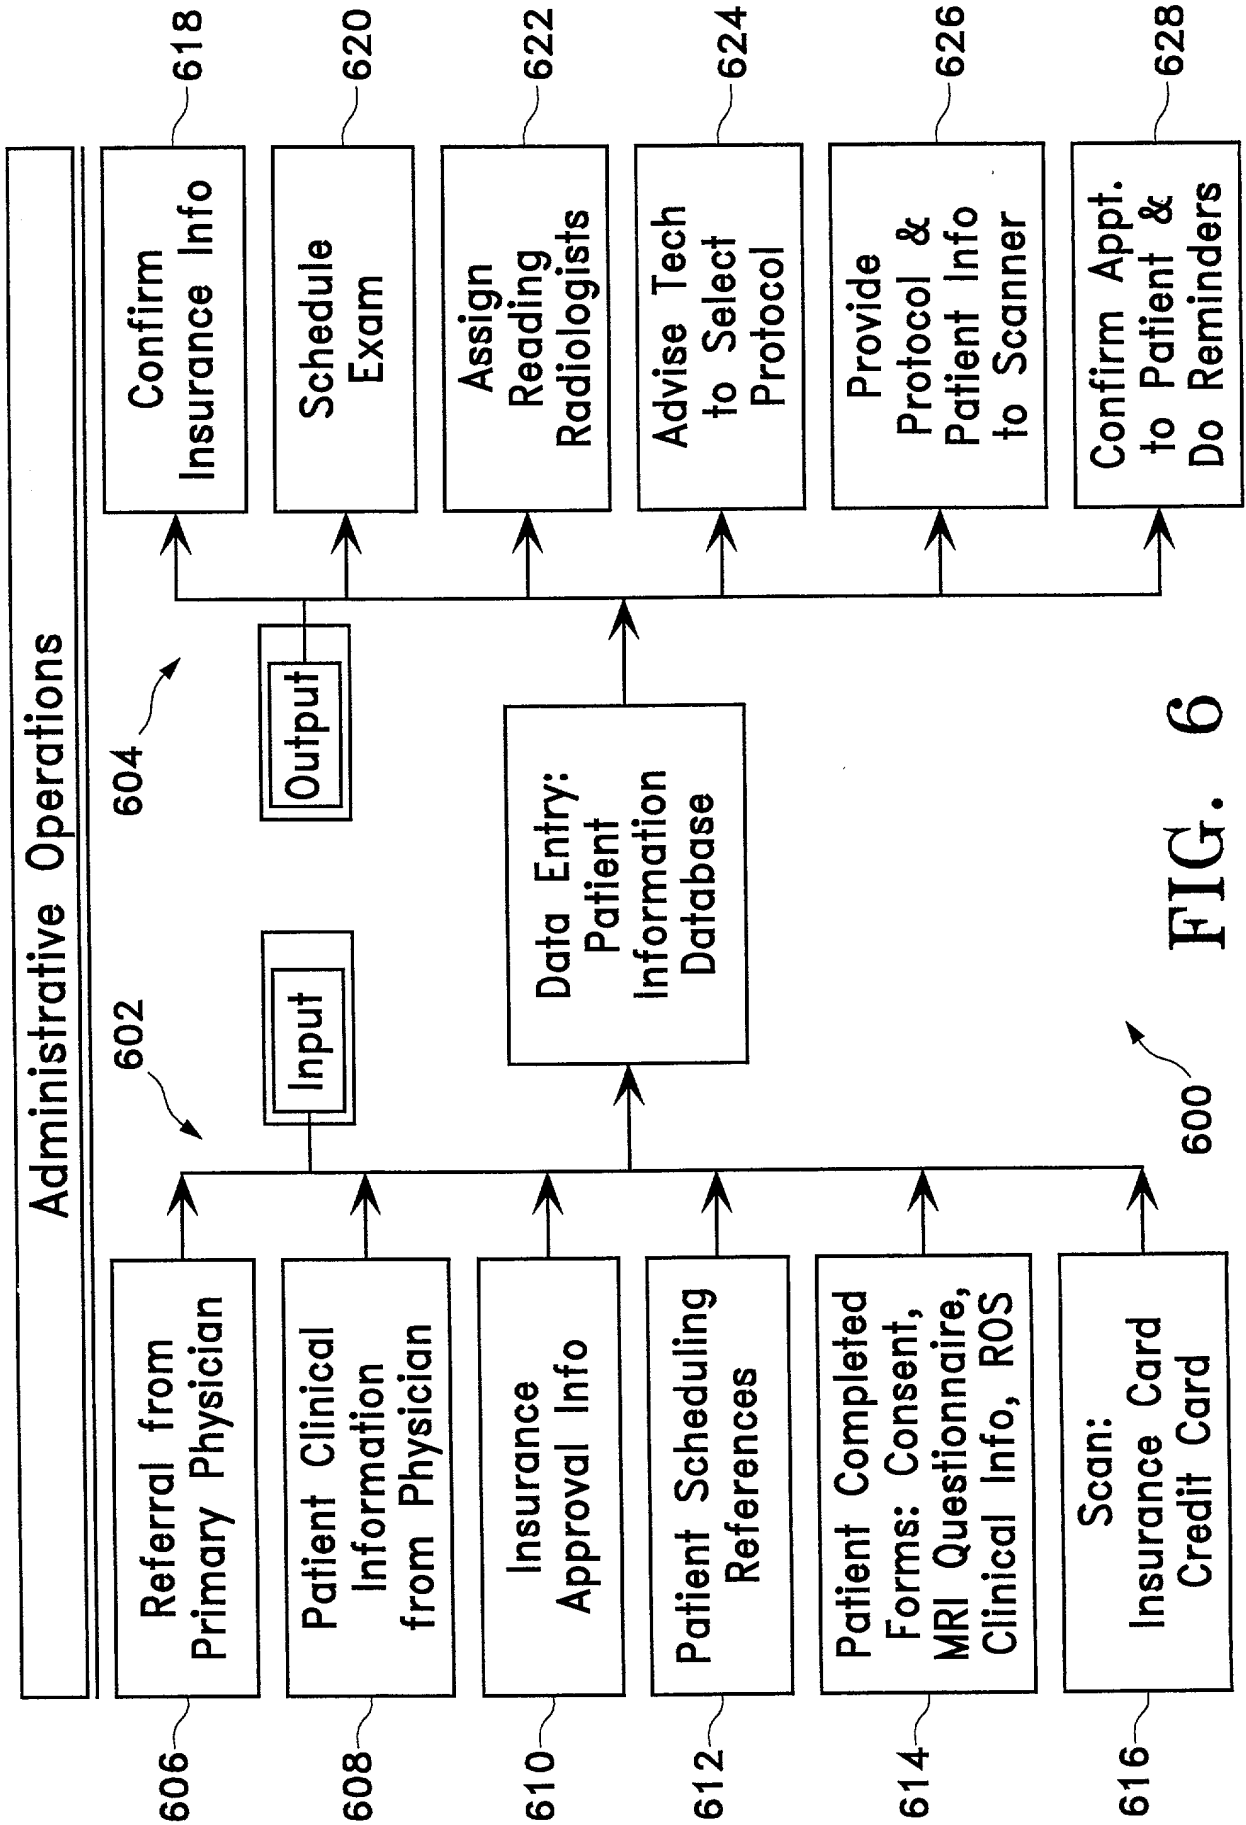 Administrative Operations
602
604
Input
Output
606
Referral from
Primary Physician
608
Patient Clinical
Information
from Physician
610
Insurance
Approval Info
612
Patient Scheduling
References
614
Patient Completed
Forms: Consent,
MRI Questionnaire,
Clinical Info, ROS
616
Scan:
Insurance Card
Credit Card
Data Entry:
Patient
Information
Database
Confirm
Insurance Info
618
Schedule
Exam
620
Assign
Reading
Radiologists
622
Advise Tech
to Select
Protocol
624
Provide
Protocol &
Patient Info
to Scanner
626
Confirm Appt.
to Patient &
Do Reminders
628
600
FIG. 6